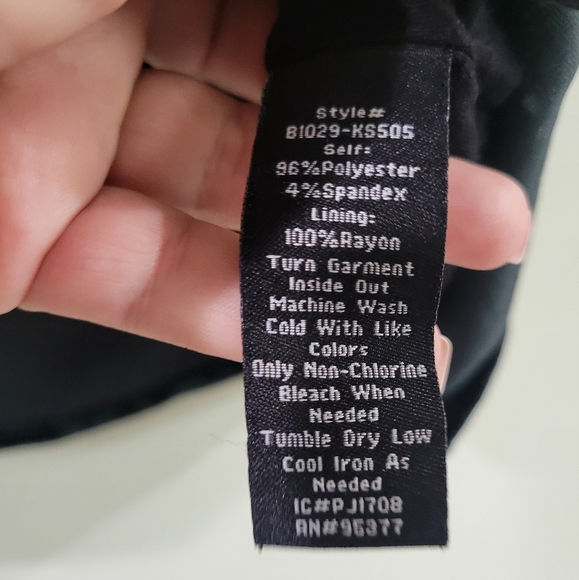 Style#
B1029-KS505
Self:
96%Polyester
4%Spandex
Lining:
100%Rayon
Turn Garment
Inside Out
Machine Wash
Cold With Like
Colors
Only Non-Chlorine
Bleach When
Needed
Tumble Dry Low
Cool Iron As
Needed
IC#PJ1708
RN#95377